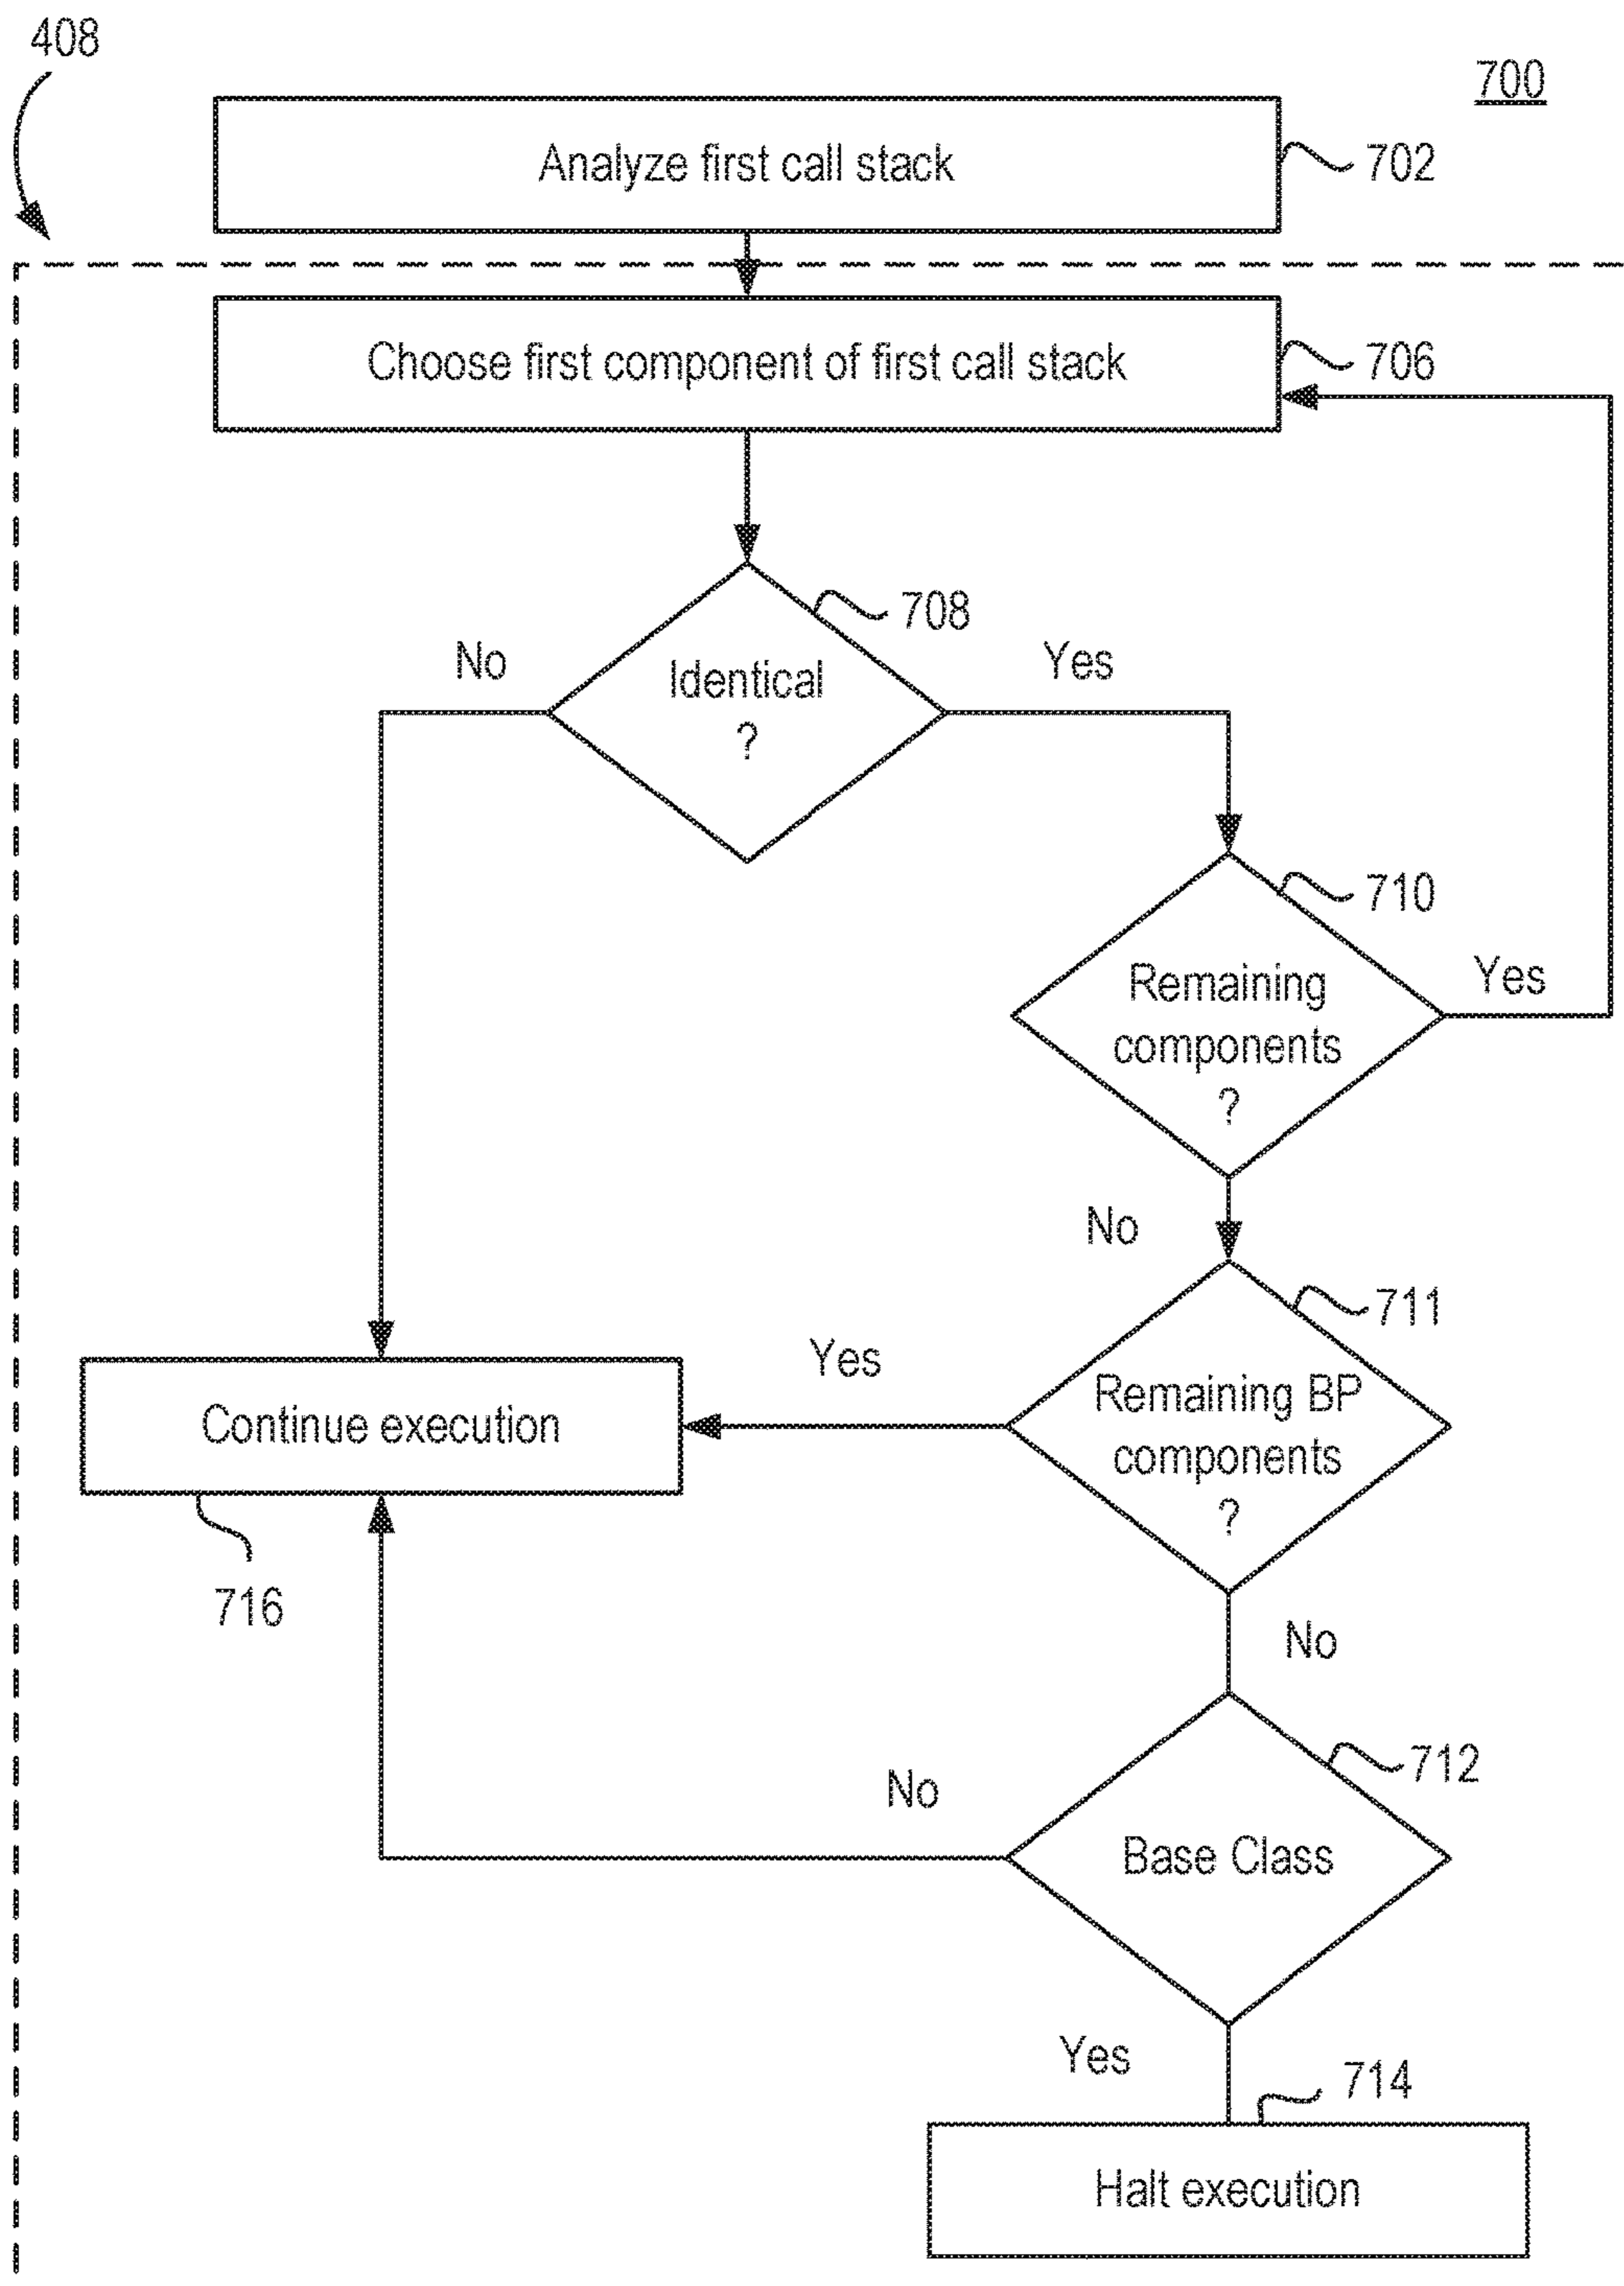 408
700
Analyze first call stack
702
Choose first component of first call stack
706
708
No
Yes
Identical
?
710
Remaining
Yes
components
?
No
711
Yes
Remaining BP
Continue execution
components
?
716
No
712
No
Base Class
Yes
714
Halt execution